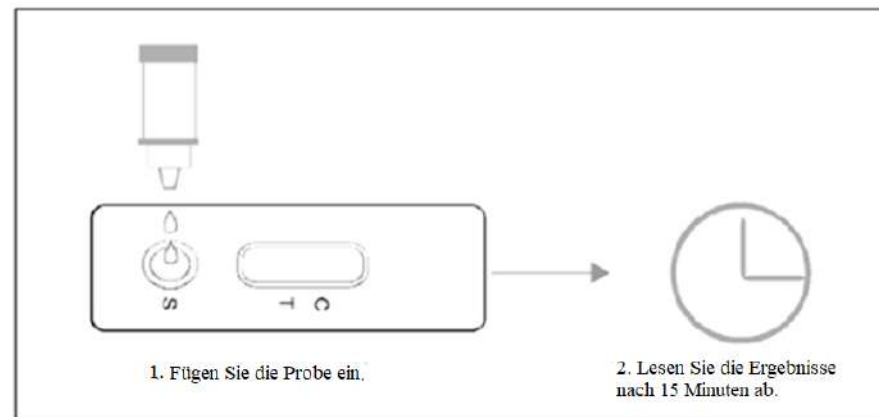 S T C
1. Fügen Sie die Probe ein.
2. Lesen Sie die Ergebnisse
nach 15 Minuten ab.